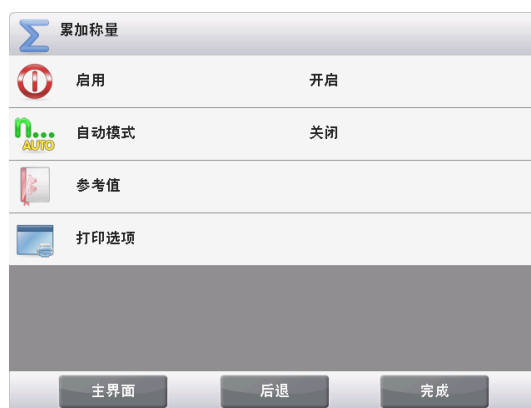 累加称量
启用 开启
n...
AUTO
自动模式 关闭
参考值
打印选项
主界面 后退 完成